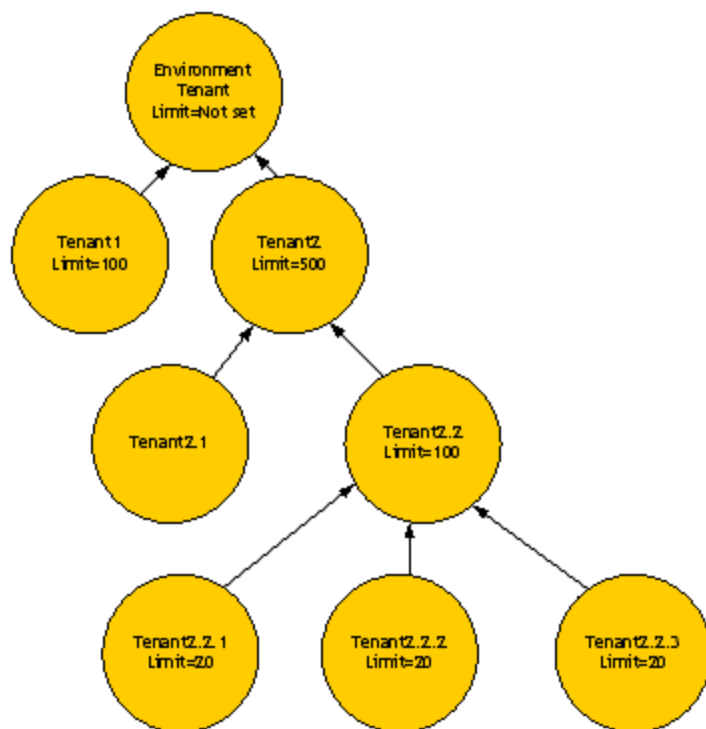 Environment
Tenant
Limit=Not set
Tenant1
Limit=100
Tenant2
Limit=500
Tenant2.1
Tenant2.2
Limit=100
Tenant2.2.1
Limit=20
Tenant2.2.2
Limit=20
Tenant2.2.3
Limit=20